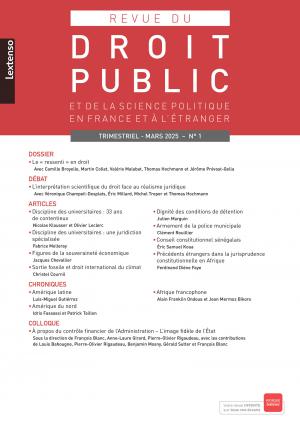 Lextenso
REVUE DU
DROIT
PUBLIC
ET DE LA SCIENCE POLITIQUE
EN FRANCE ET À L'ÉTRANGER
TRIMESTRIEL - MARS 2025 – N° 1
DOSSIER
• Le « ressenti » en droit
Avec Camille Broyelle, Martin Collet, Valérie Malabat, Thomas Hochmann et Jérôme Prévost-Gella
DÉBAT
• L'interprétation scientifique du droit face au réalisme juridique
Avec Véronique Champeil-Desplats, Éric Millard, Michel Troper et Thomas Hochmann
ARTICLES
• Discipline des universitaires : 33 ans
de contentieux
Nicolas Klausser et Olivier Leclerc
• Discipline des universitaires : une juridiction
spécialisée
Fabrice Melleray
• Figures de la souveraineté économique
Jacques Chevallier
• Sortie fossile et droit international du climat
Christel Cournil
• Dignité des conditions de détention
Julien Marguin
• Armement de la police municipale
Clément Rouillier
• Conseil constitutionnel sénégalais
Éric Samuel Koua
• Précédents étrangers dans la jurisprudence
constitutionnelle en Afrique
Ferdinand Diène Faye
CHRONIQUES
• Amérique latine
Luis-Miguel Gutiérrez
• Amérique du nord
Idris Fassassi et Patrick Taillon
• Afrique francophone
Alain Franklin Ondoua et Jean Mermoz Bikoro
COLLOQUE
• À propos du contrôle financier de l'Administration – L'image fidèle de l'État
Sous la direction de François Blanc, Anne-Laure Girard, Pierre-Olivier Rigaudeau, avec les contributions
de Louis Bahougne, Pierre-Olivier Rigaudeau, Benjamin Maony, Gérald Sutter et François Blanc